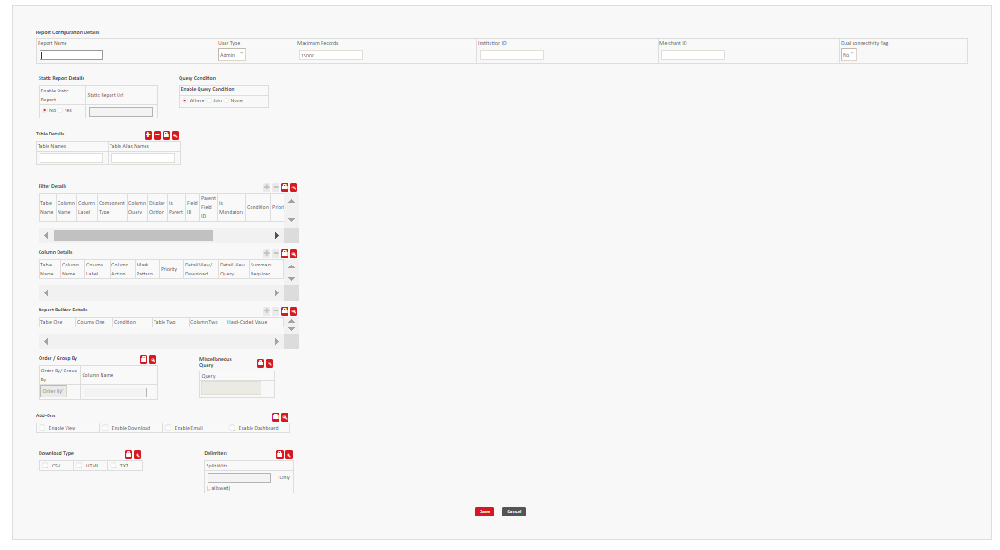 Report Configuration Details
Report Name User Type Maximum Records Institution ID Merchant ID Dual connectivity flag
Admin 15000 No
Static Report Details Query Condition
Enable Static Report Static Report Url Enable Query Condition
No Yes Where Join None
Table Details
Table Names Table Alias Names
Filter Details
Table Name Column Name Column Label Component Type Column Query Display Option Is Parent Field ID Parent Field ID Is Mandatory Condition Priori
Column Details
Table Name Column Name Column Label Column Action Mask Pattern Priority Detail View/ Download Detail View Query Summary Required
Report Builder Details
Table One Column One Condition Table Two Column Two Hard-Coded Value
Order / Group By Miscellaneous Query
Order By/ Group By Column Name Query
Order By/
Add-Ons
Enable View Enable Download Enable Email Enable Dashboard
Download Type Delimiters
CSV HTML TXT Split With
(Only
|, allowed)
Save Cancel